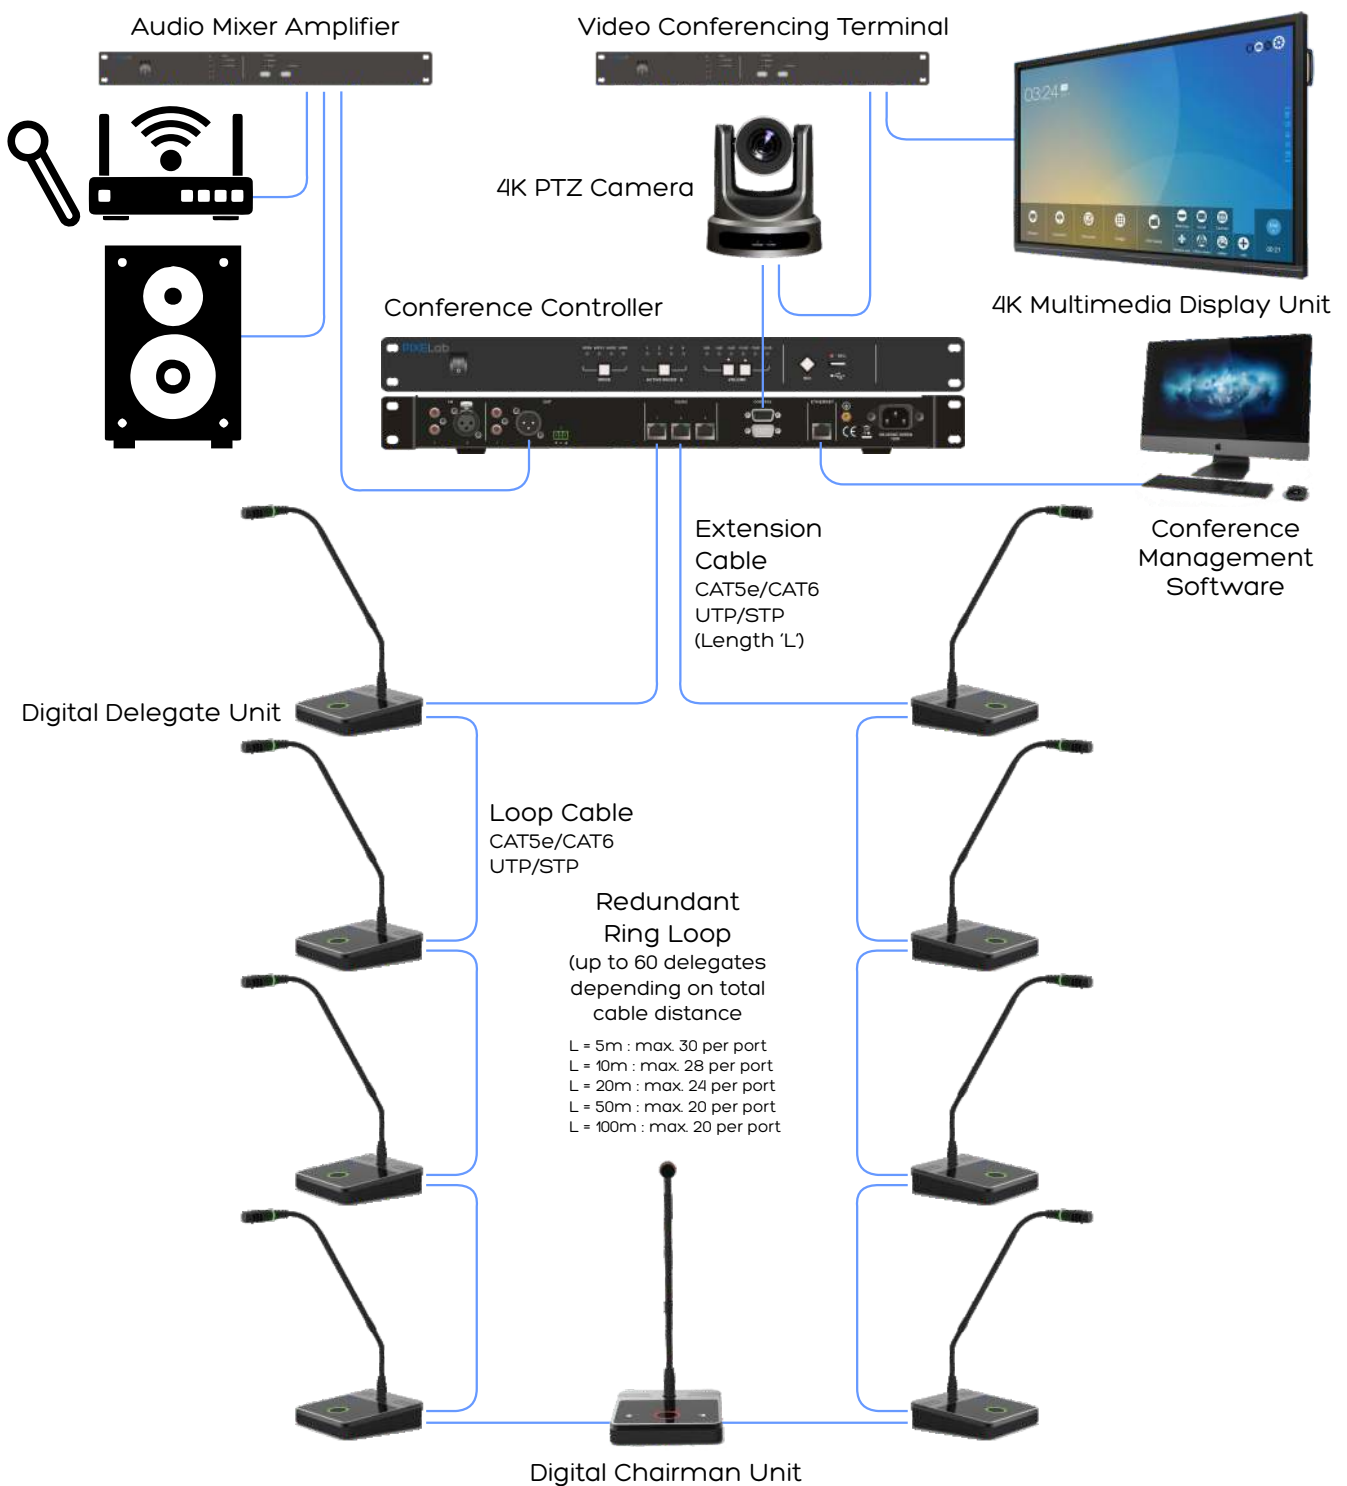 Audio Mixer Amplifier
Video Conferencing Terminal
03:24
4K PTZ Camera
4K Multimedia Display Unit
Conference Controller
PIXELab
Extension
Cable
CAT5e/CAT6
UTP/STP
(Length ‘L’)
Conference
Management
Software
Digital Delegate Unit
Loop Cable
CAT5e/CAT6
UTP/STP
Redundant
Ring Loop
(up to 60 delegates
depending on total
cable distance
L = 5m : max. 30 per port
L = 10m : max. 28 per port
L = 20m : max. 24 per port
L = 50m : max. 20 per port
L = 100m : max. 20 per port
Digital Chairman Unit